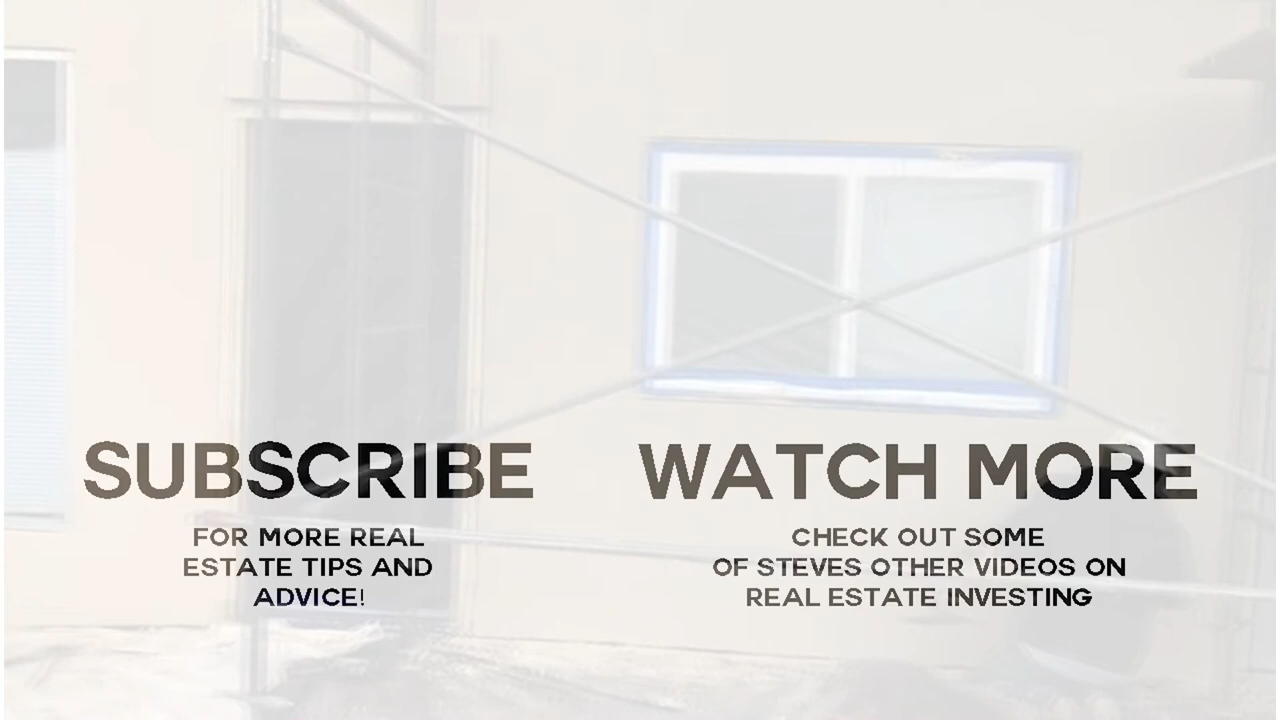 SUBSCRIBE
FOR MORE REAL
ESTATE TIPS AND
ADVICE!
WATCH MORE
CHECK OUT SOME
OF STEVES OTHER VIDEOS ON
REAL ESTATE INVESTING